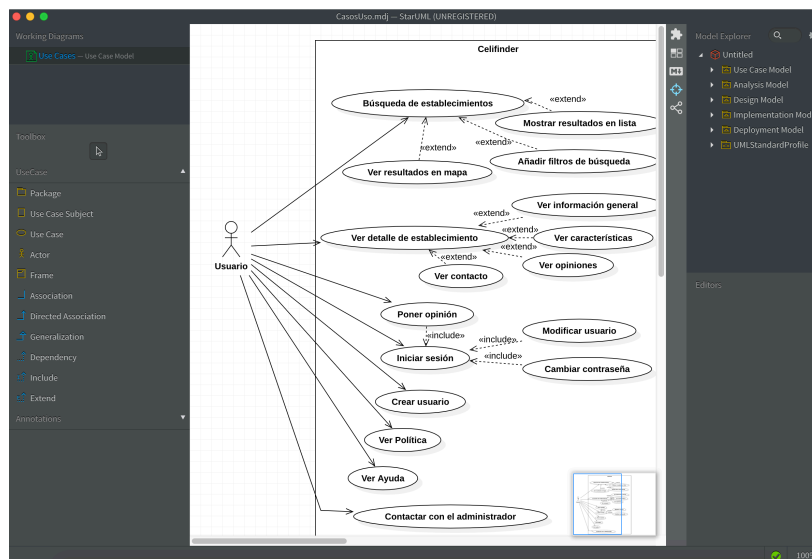 CasosUso.mdj — StarUML (UNREGISTERED)
Working Diagrams
Use Cases — Use Case Model
Toolbox
UseCase
Package
Use Case Subject
Use Case
Actor
Frame
Association
Directed Association
Generalization
Dependency
Include
Extend
Annotations
Celifinder
Búsqueda de establecimientos
«extend»
Mostrar resultados en lista
«extend»
«extend»
Ver resultados en mapa
Añadir filtros de búsqueda
Usuario
Ver detalle de establecimiento
«extend»
Ver información general
«extend»
Ver características
«extend»
Ver opiniones
«extend»
Ver contacto
Poner opinión
«include»
Iniciar sesión
«include»
Modificar usuario
«include»
Cambiar contraseña
Crear usuario
Ver Política
Ver Ayuda
Contactar con el administrador
Model Explorer
Untitled
Use Case Model
Analysis Model
Design Model
Implementation Mod
Deployment Model
UMLStandardProfile
Editors
100%